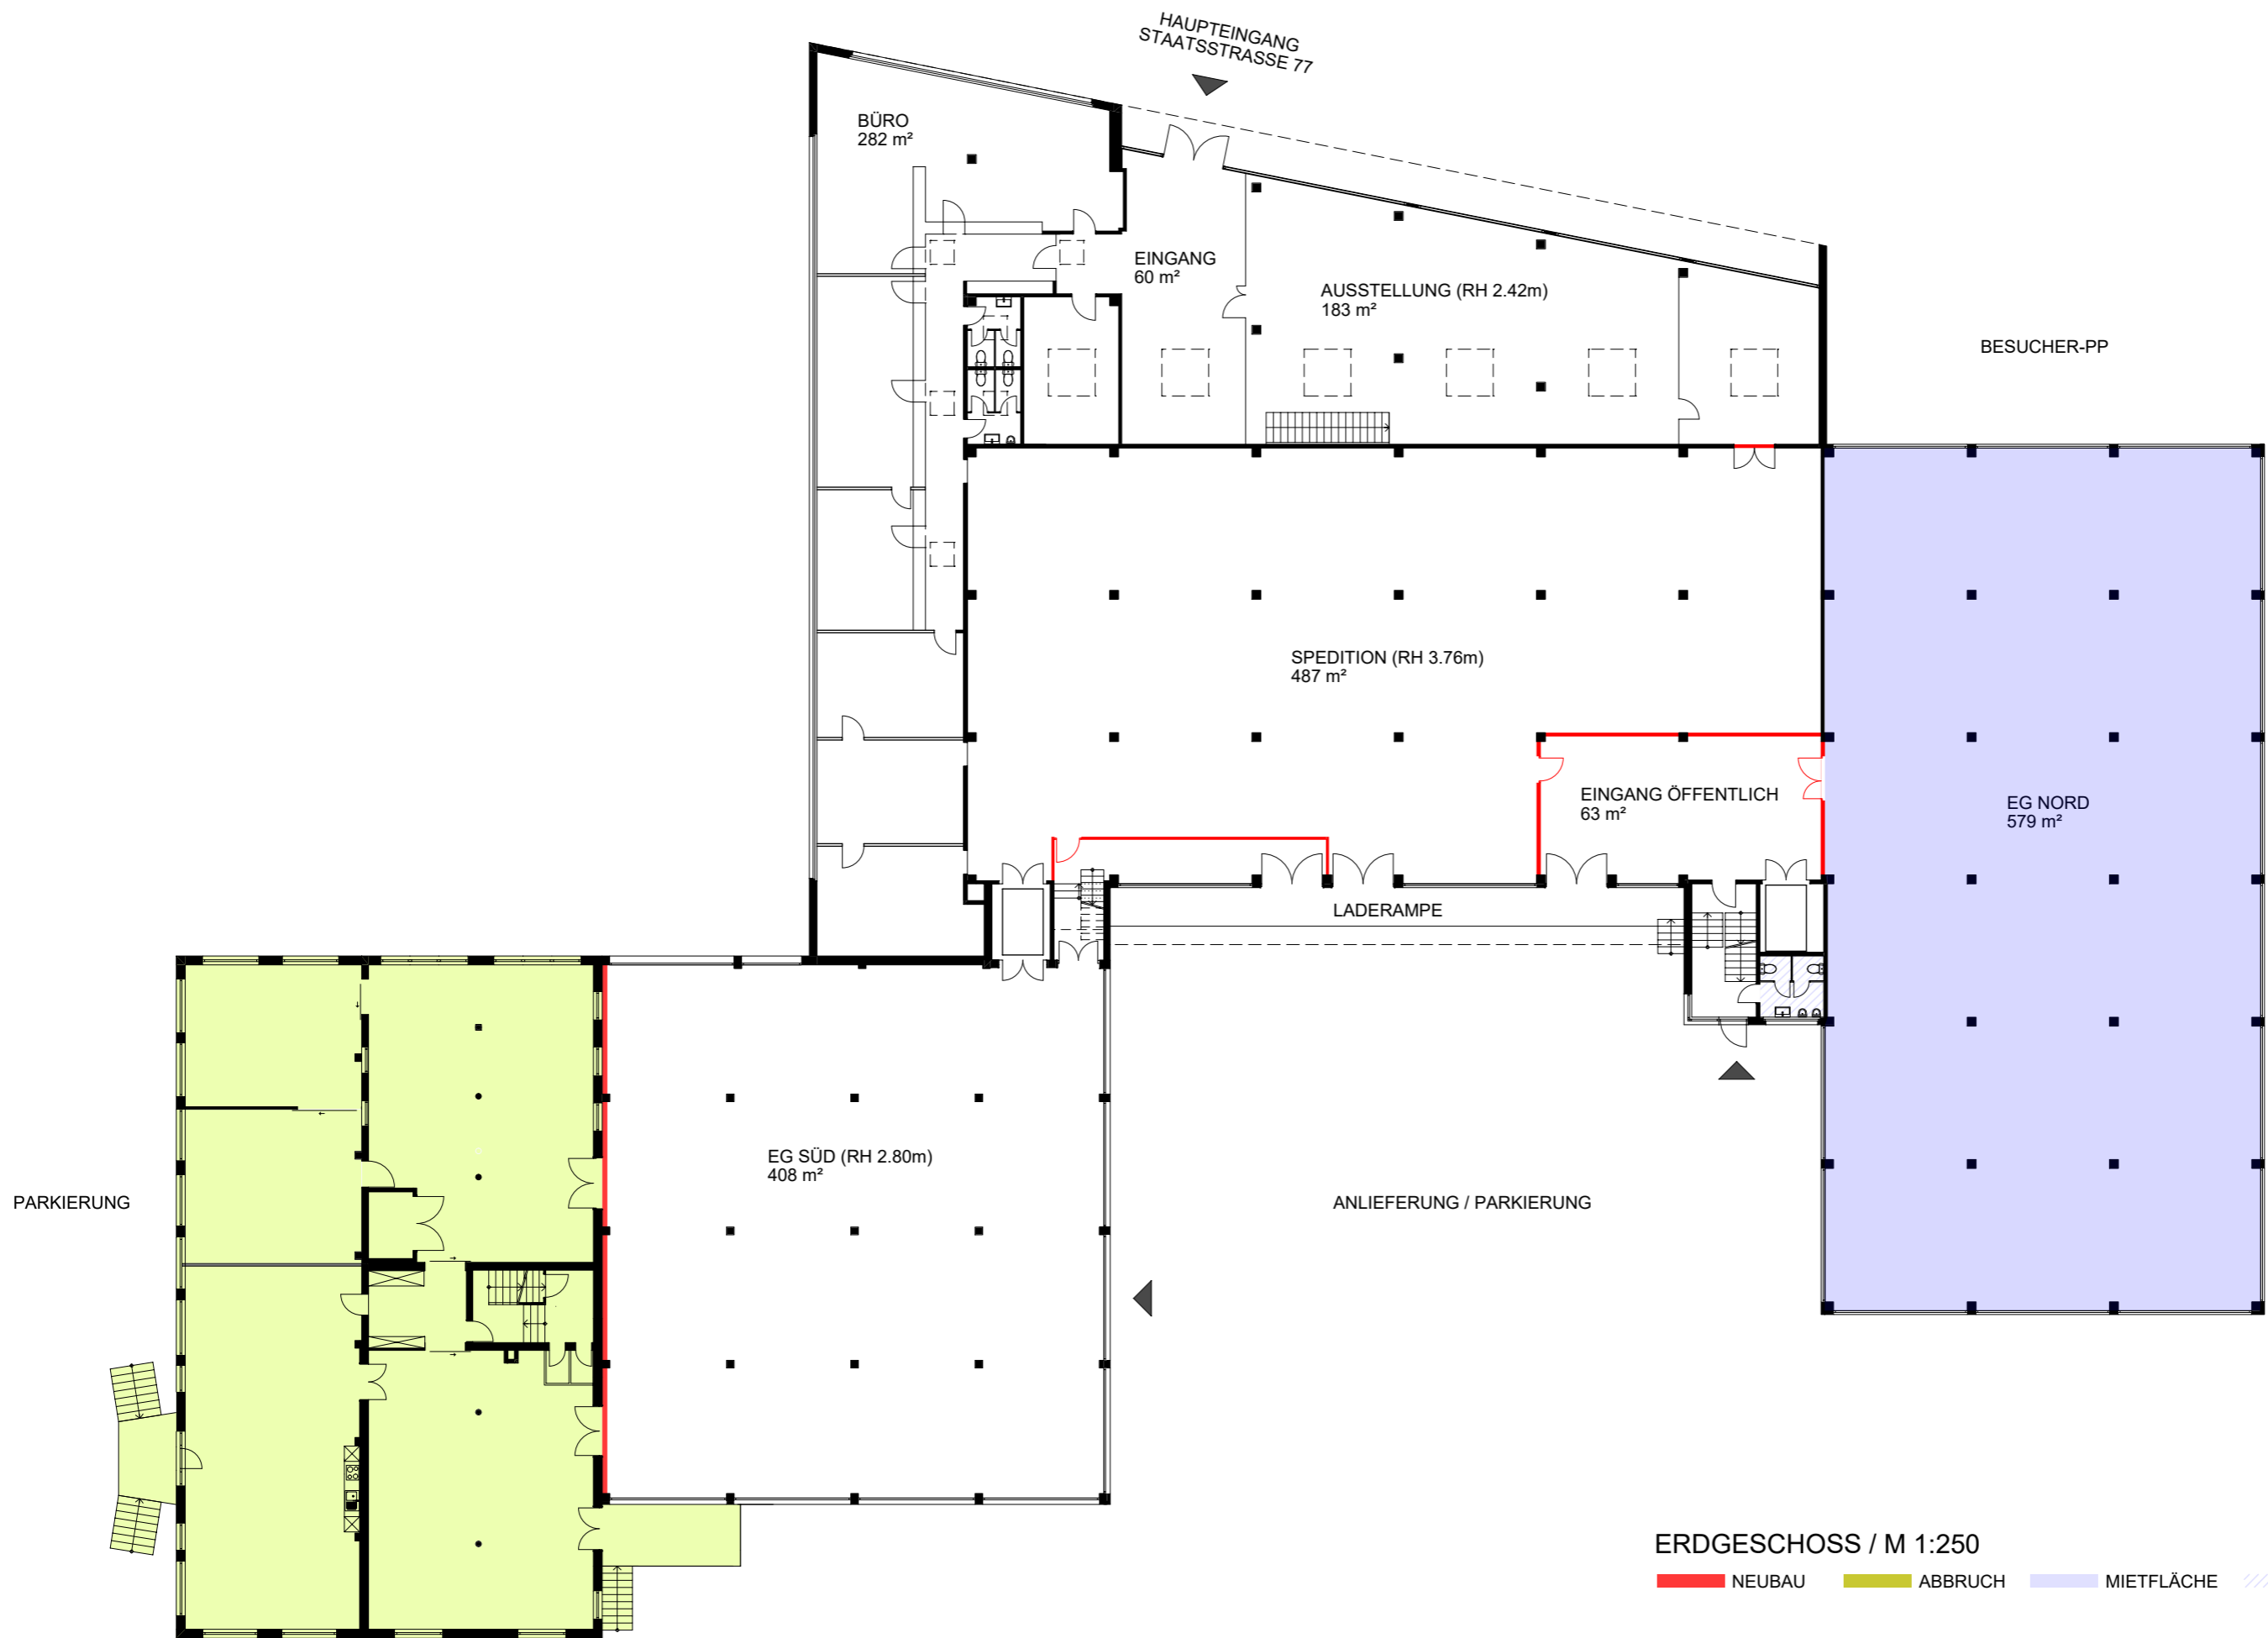 HAUPTEINGANG
STAATSSTRASSE 77
BÜRO
282 m²
EINGANG
60 m²
AUSSTELLUNG (RH 2.42m)
183 m²
BESUCHER-PP
SPEDITION (RH 3.76m)
487 m²
EINGANG ÖFFENTLICH
63 m²
EG NORD
579 m²
LADERAMPE
EG SÜD (RH 2.80m)
408 m²
PARKIERUNG
ANLIEFERUNG / PARKIERUNG
ERDGESCHOSS / M 1:250
NEUBAU
ABBRUCH
MIETFLÄCHE